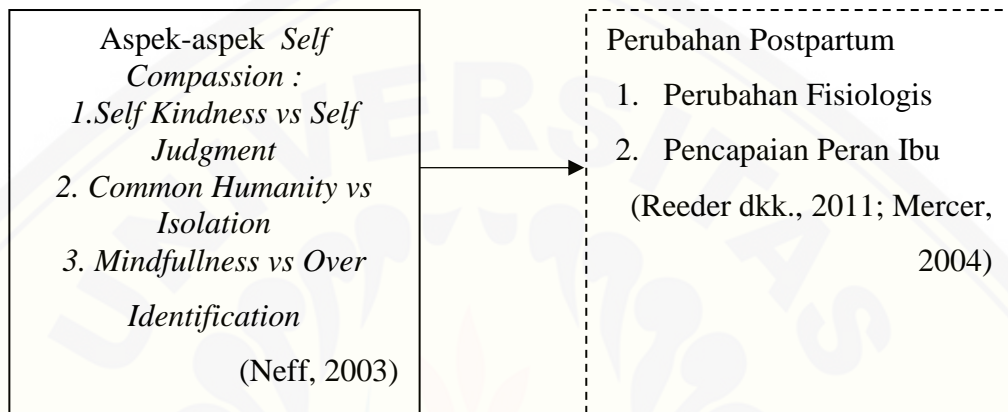 Aspek-aspek Self
Compassion :
1.Self Kindness vs Self
Judgment
2. Common Humanity vs
Isolation
3. Mindfullness vs Over
Identification
(Neff, 2003)
Perubahan Postpartum
1. Perubahan Fisiologis
2. Pencapaian Peran Ibu
(Reeder dkk., 2011; Mercer,
2004)
UNIVERSITAS